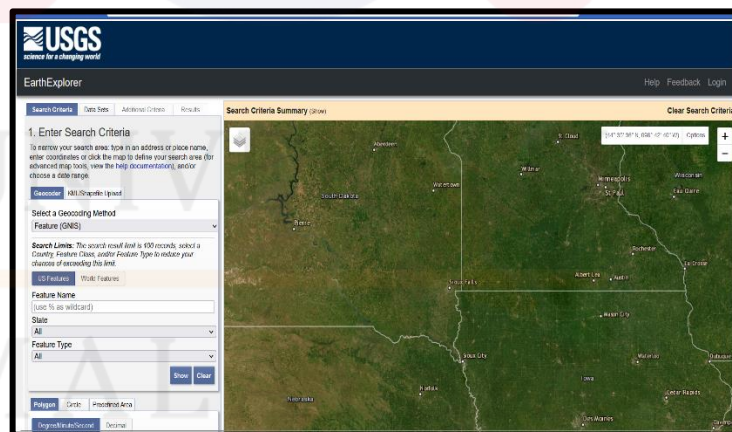 USGS
science for a changing world
EarthExplorer
Help Feedback Login
Search Criteria Data Sets Additional Criteria Results
Search Criteria Summary (Show)
Clear Search Criteria
1. Enter Search Criteria
To narrow your search area: type in an address or place name,
enter coordinates or click the map to define your search area (for
advanced map tools, view the help documentation), and/or
choose a date range.
Geocoder KML/Shapefile Upload
Select a Geocoding Method
Feature (GNIS)
Search Limits: The search result limit is 100 records; select a
Country, Feature Class, and/or Feature Type to reduce your
chances of exceeding this limit.
US Features World Features
Feature Name
(use % as wildcard)
State
All
Feature Type
All
Show Clear
Polygon Circle Predefined Area
Degree/Minute/Second Decimal
Options
+
−
Aberdeen
St. Cloud
Willmar
Minneapolis
St. Paul
Wisconsin
Eau Claire
Watertown
South Dakota
Pierre
Rochester
La Crosse
Albert Lea
Austin
Sioux Falls
Mason City
Sioux City
Waterloo
Dubuque
Iowa
Norfolk
Nebraska
Cedar Rapids
Des Moines
Davenport